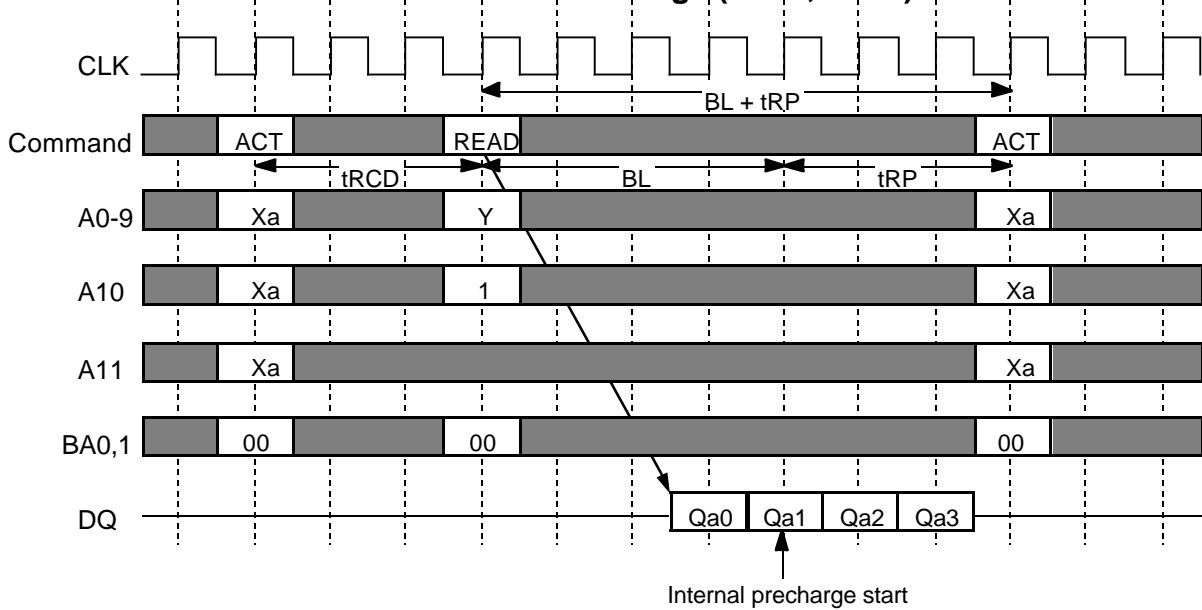 CLK
BL + tRP
Command ACT READ ACT
tRCD BL tRP
A0-9 Xa Y Xa
A10 Xa 1 Xa
A11 Xa Xa
BA0,1 00 00 00
DQ Qa0 Qa1 Qa2 Qa3
Internal precharge start